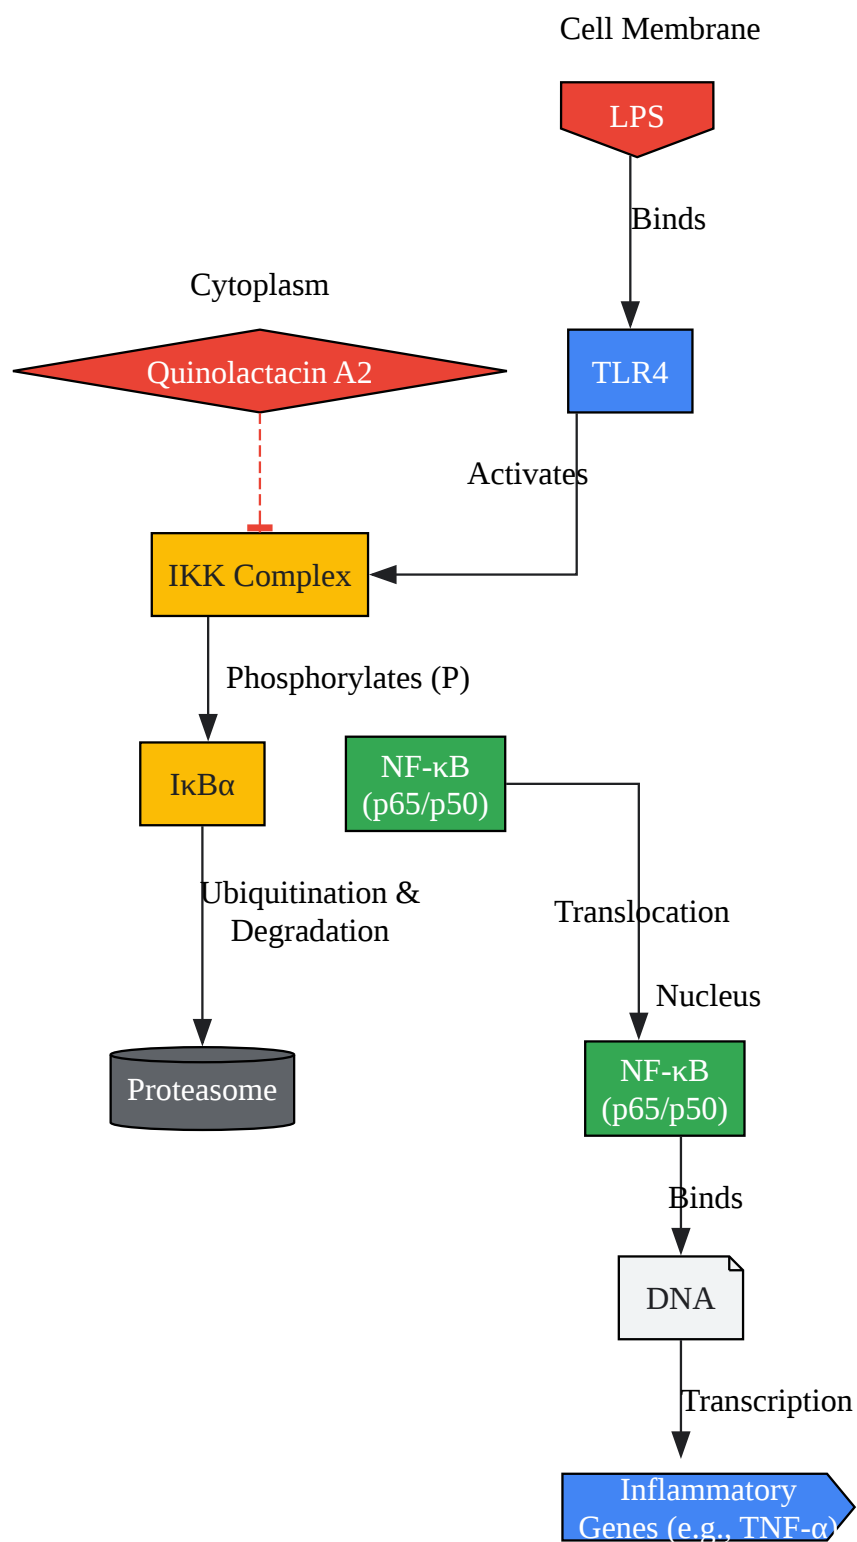 Cell Membrane
LPS
Binds
Cytoplasm
Quinolactacin A2
TLR4
Activates
IKK Complex
Phosphorylates (P)
IκBα
NF-κB
(p65/p50)
Ubiquitination &
Degradation
Translocation
Nucleus
Proteasome
NF-κB
(p65/p50)
Binds
DNA
Transcription
Inflammatory
Genes (e.g., TNF-α)